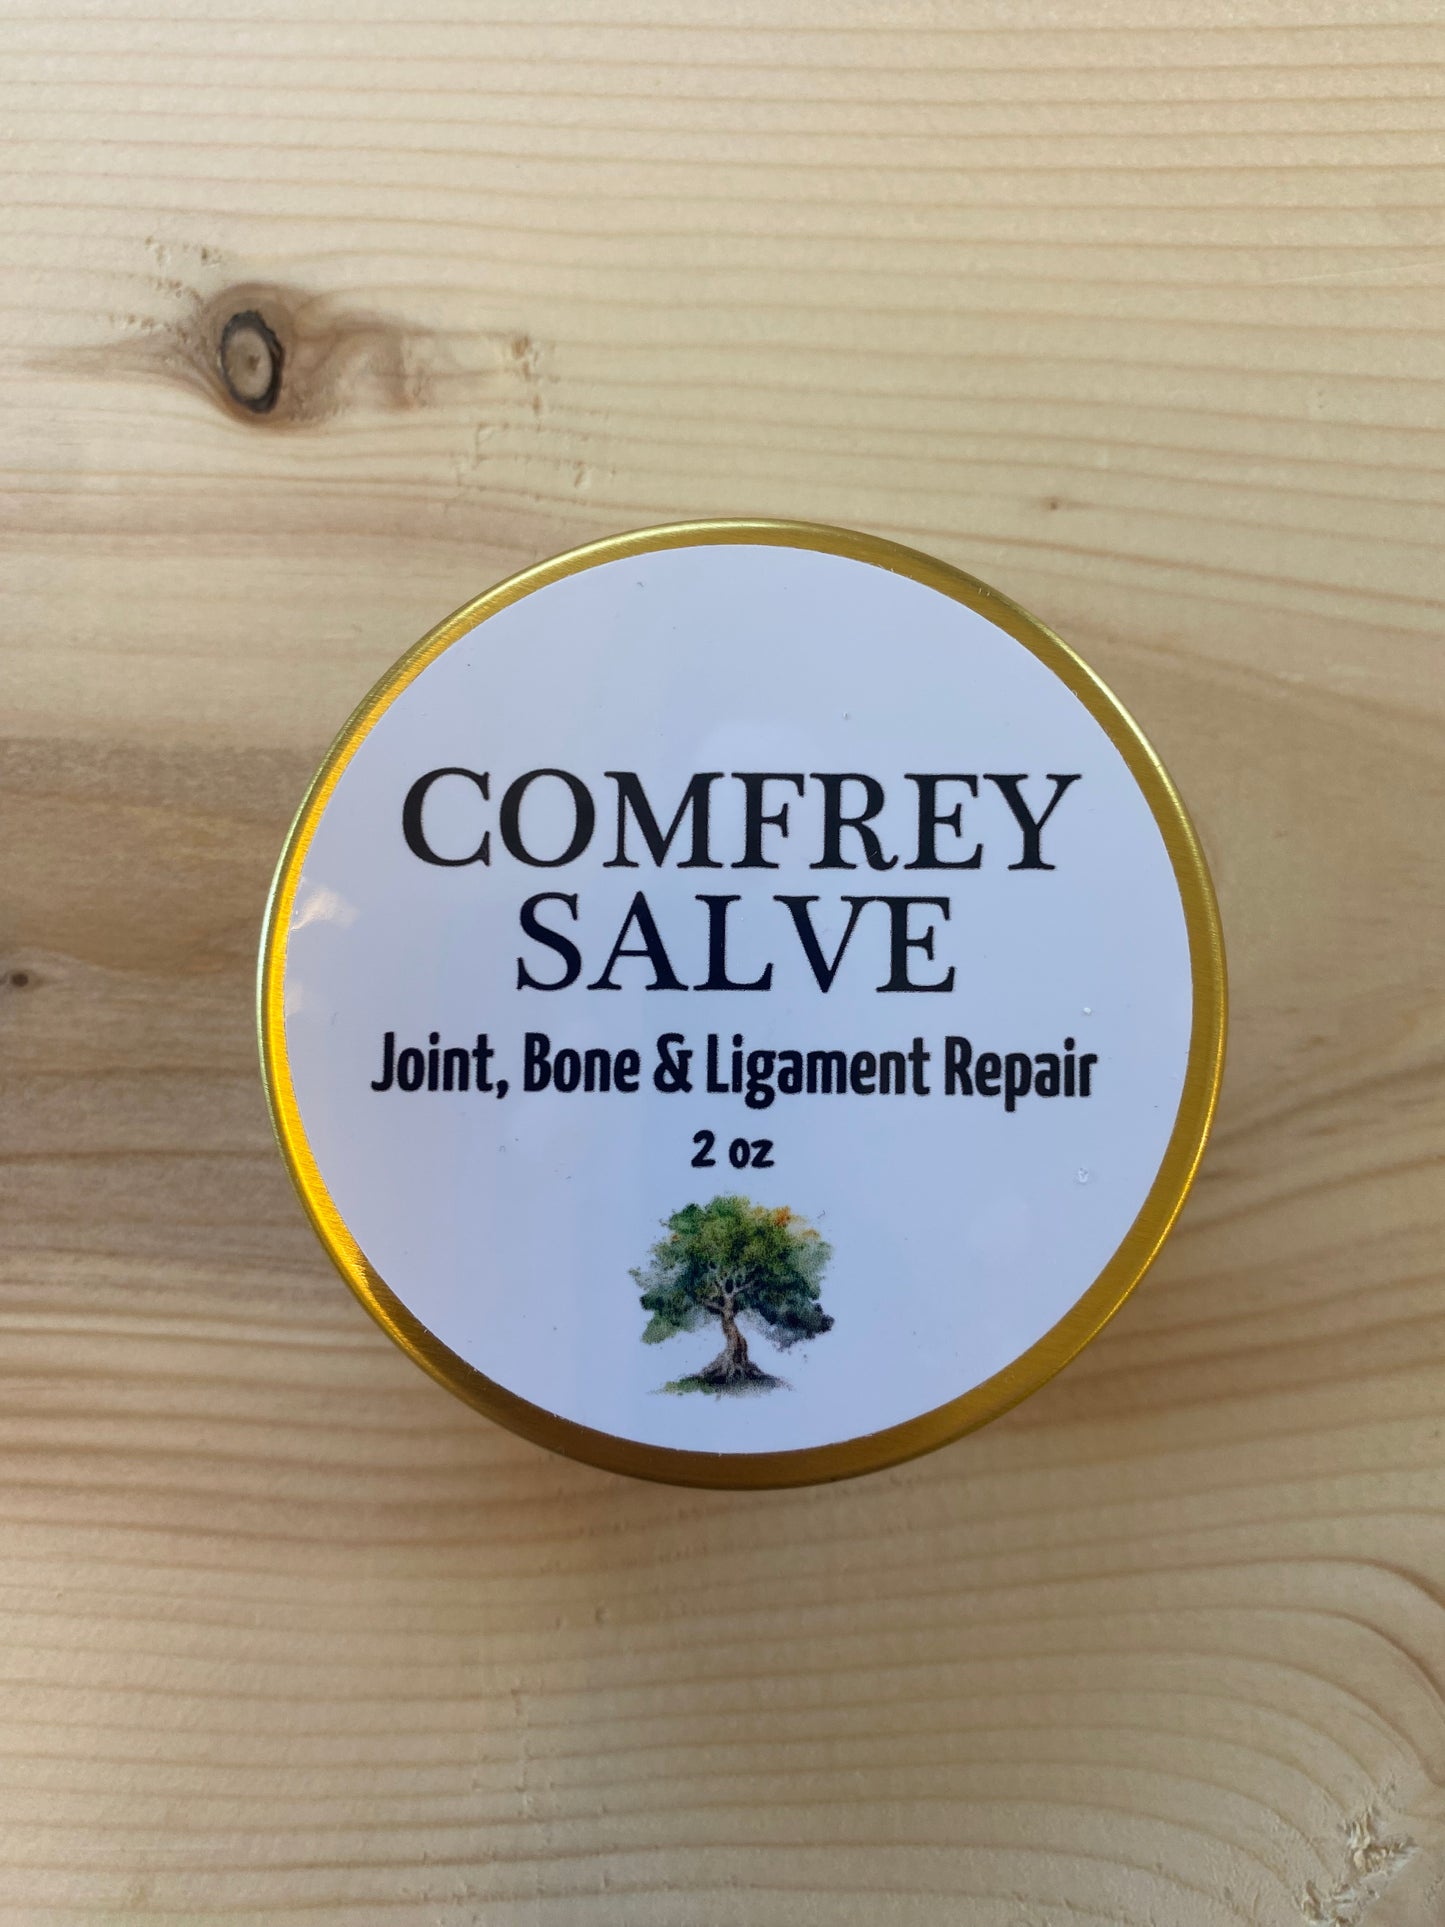 COMFREY
SALVE
Joint, Bone & Ligament Repair
2 oz